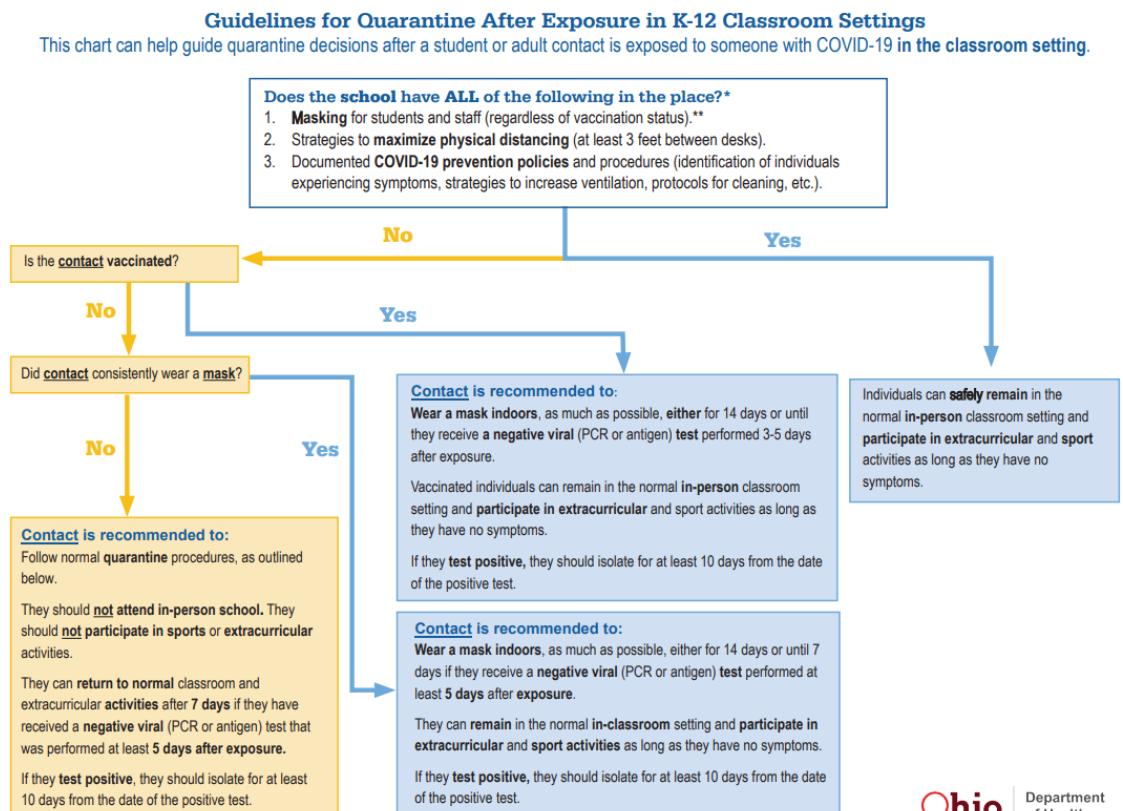 Guidelines for Quarantine After Exposure in K-12 Classroom Settings
This chart can help guide quarantine decisions after a student or adult contact is exposed to someone with COVID-19 in the classroom setting.
Does the school have ALL of the following in the place?*
1. Masking for students and staff (regardless of vaccination status).**
2. Strategies to maximize physical distancing (at least 3 feet between desks).
3. Documented COVID-19 prevention policies and procedures (identification of individuals
experiencing symptoms, strategies to increase ventilation, protocols for cleaning, etc.).
No
Yes
Is the contact vaccinated?
No
Yes
Did contact consistently wear a mask?
No
Yes
Contact is recommended to:
Wear a mask indoors, as much as possible, either for 14 days or until
they receive a negative viral (PCR or antigen) test performed 3-5 days
after exposure.
Vaccinated individuals can remain in the normal in-person classroom
setting and participate in extracurricular and sport activities as long as
they have no symptoms.
If they test positive, they should isolate for at least 10 days from the date
of the positive test.
Individuals can safely remain in the
normal in-person classroom setting and
participate in extracurricular and sport
activities as long as they have no
symptoms.
Contact is recommended to:
Follow normal quarantine procedures, as outlined
below.
They should not attend in-person school. They
should not participate in sports or extracurricular
activities.
They can return to normal classroom and
extracurricular activities after 7 days if they have
received a negative viral (PCR or antigen) test that
was performed at least 5 days after exposure.
If they test positive, they should isolate for at least
10 days from the date of the positive test.
Contact is recommended to:
Wear a mask indoors, as much as possible, either for 14 days or until 7
days if they receive a negative viral (PCR or antigen) test performed at
least 5 days after exposure.
They can remain in the normal in-classroom setting and participate in
extracurricular and sport activities as long as they have no symptoms.
If they test positive, they should isolate for at least 10 days from the date
of the positive test.
Ohio
Department
of Health